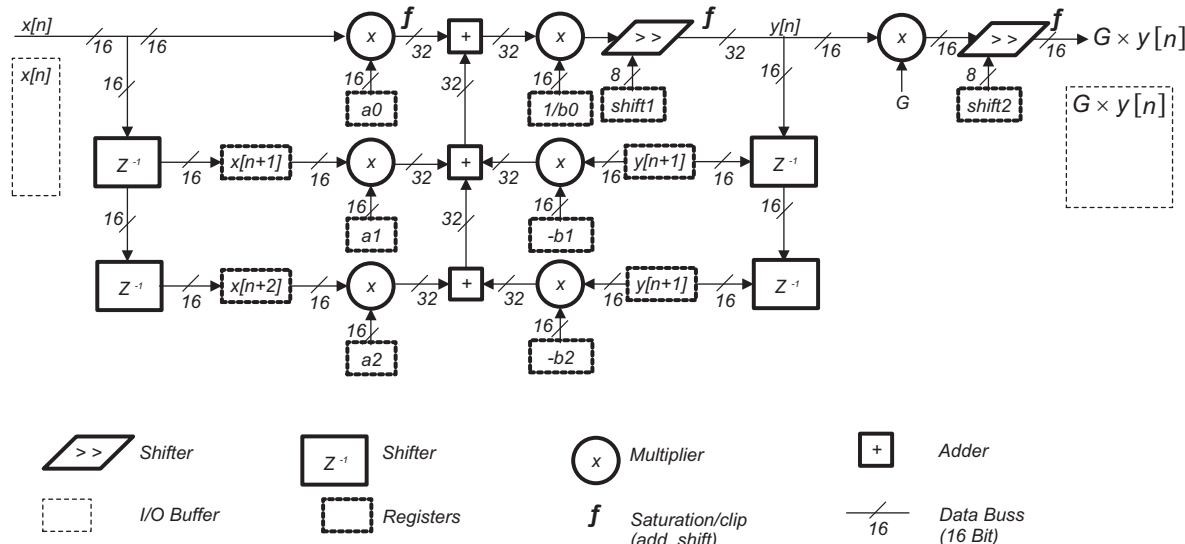 x[n] 16 16 x f 32 + 32 x >> f 32 y[n] 16 x 16 >> f 16 G × y[n]
x[n]
16 16 32 16 8 16 G 8
a0 1/b0 shift1 shift2 G × y[n]
Z -1 16 x[n+1] 16 x 32 + 32 x 16 y[n+1] 16 Z -1
16 16 32 16 16
a1 -b1
Z -1 16 x[n+2] 16 x 32 + 32 x 16 y[n+1] 16 Z -1
16 16
a2 -b2
>> Shifter Z -1 Shifter x Multiplier + Adder
I/O Buffer Registers f Saturation/clip 16 Data Buss
(add, shift) (16 Bit)